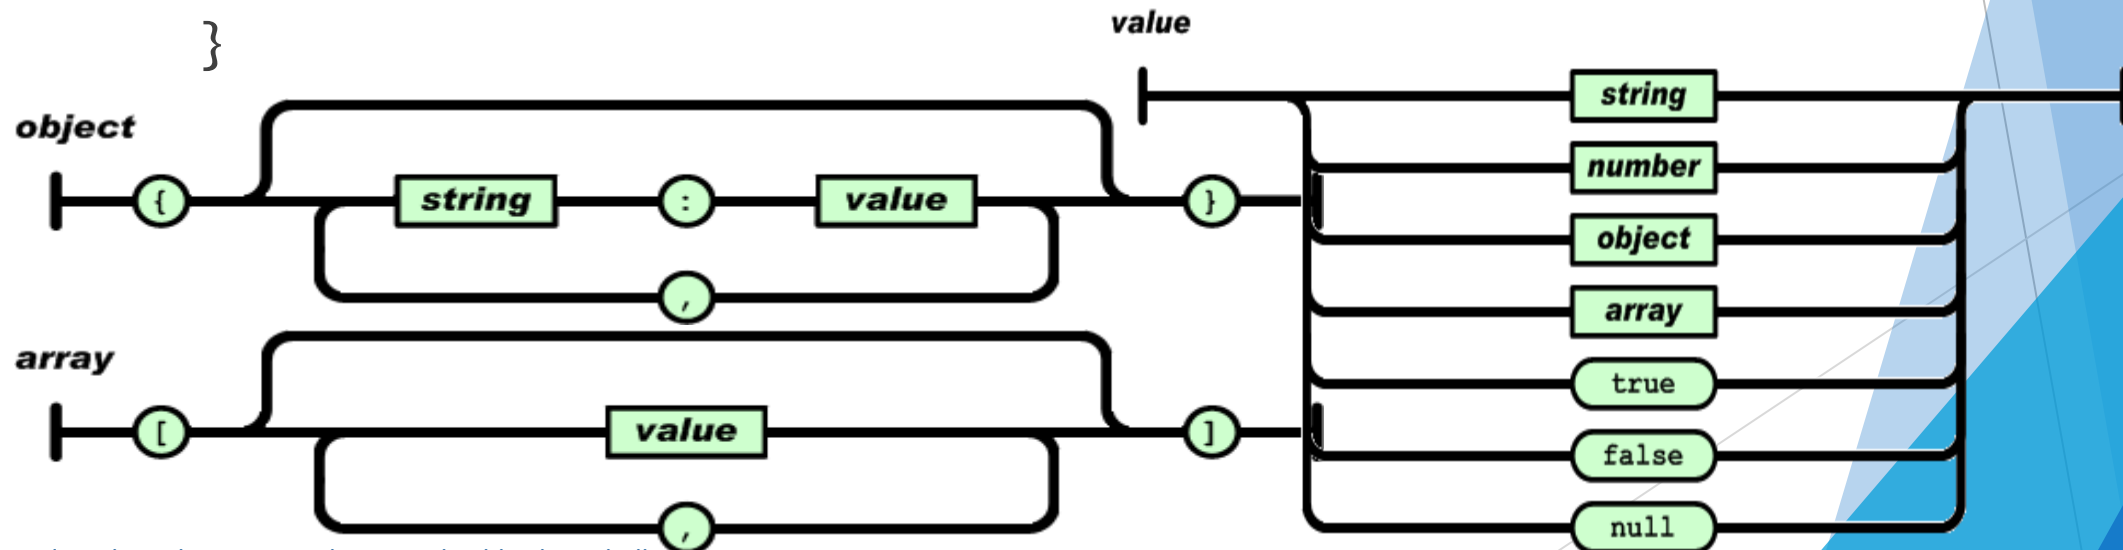 }
value
object
{ string : value }
,
array
[ value ]
,
string
number
object
array
true
false
null